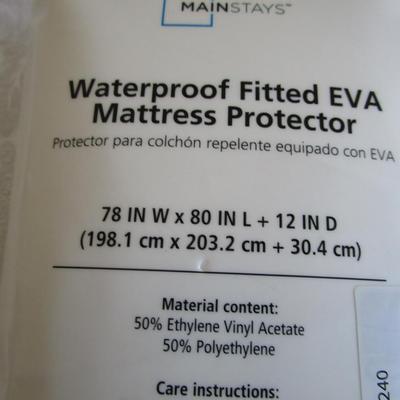 MAINSTAYS™
Waterproof Fitted EVA
Mattress Protector
Protector para colchón repelente equipado con EVA
78 IN W x 80 IN L + 12 IN D
(198.1 cm x 203.2 cm + 30.4 cm)
Material content:
50% Ethylene Vinyl Acetate
50% Polyethylene
Care instructions:
240